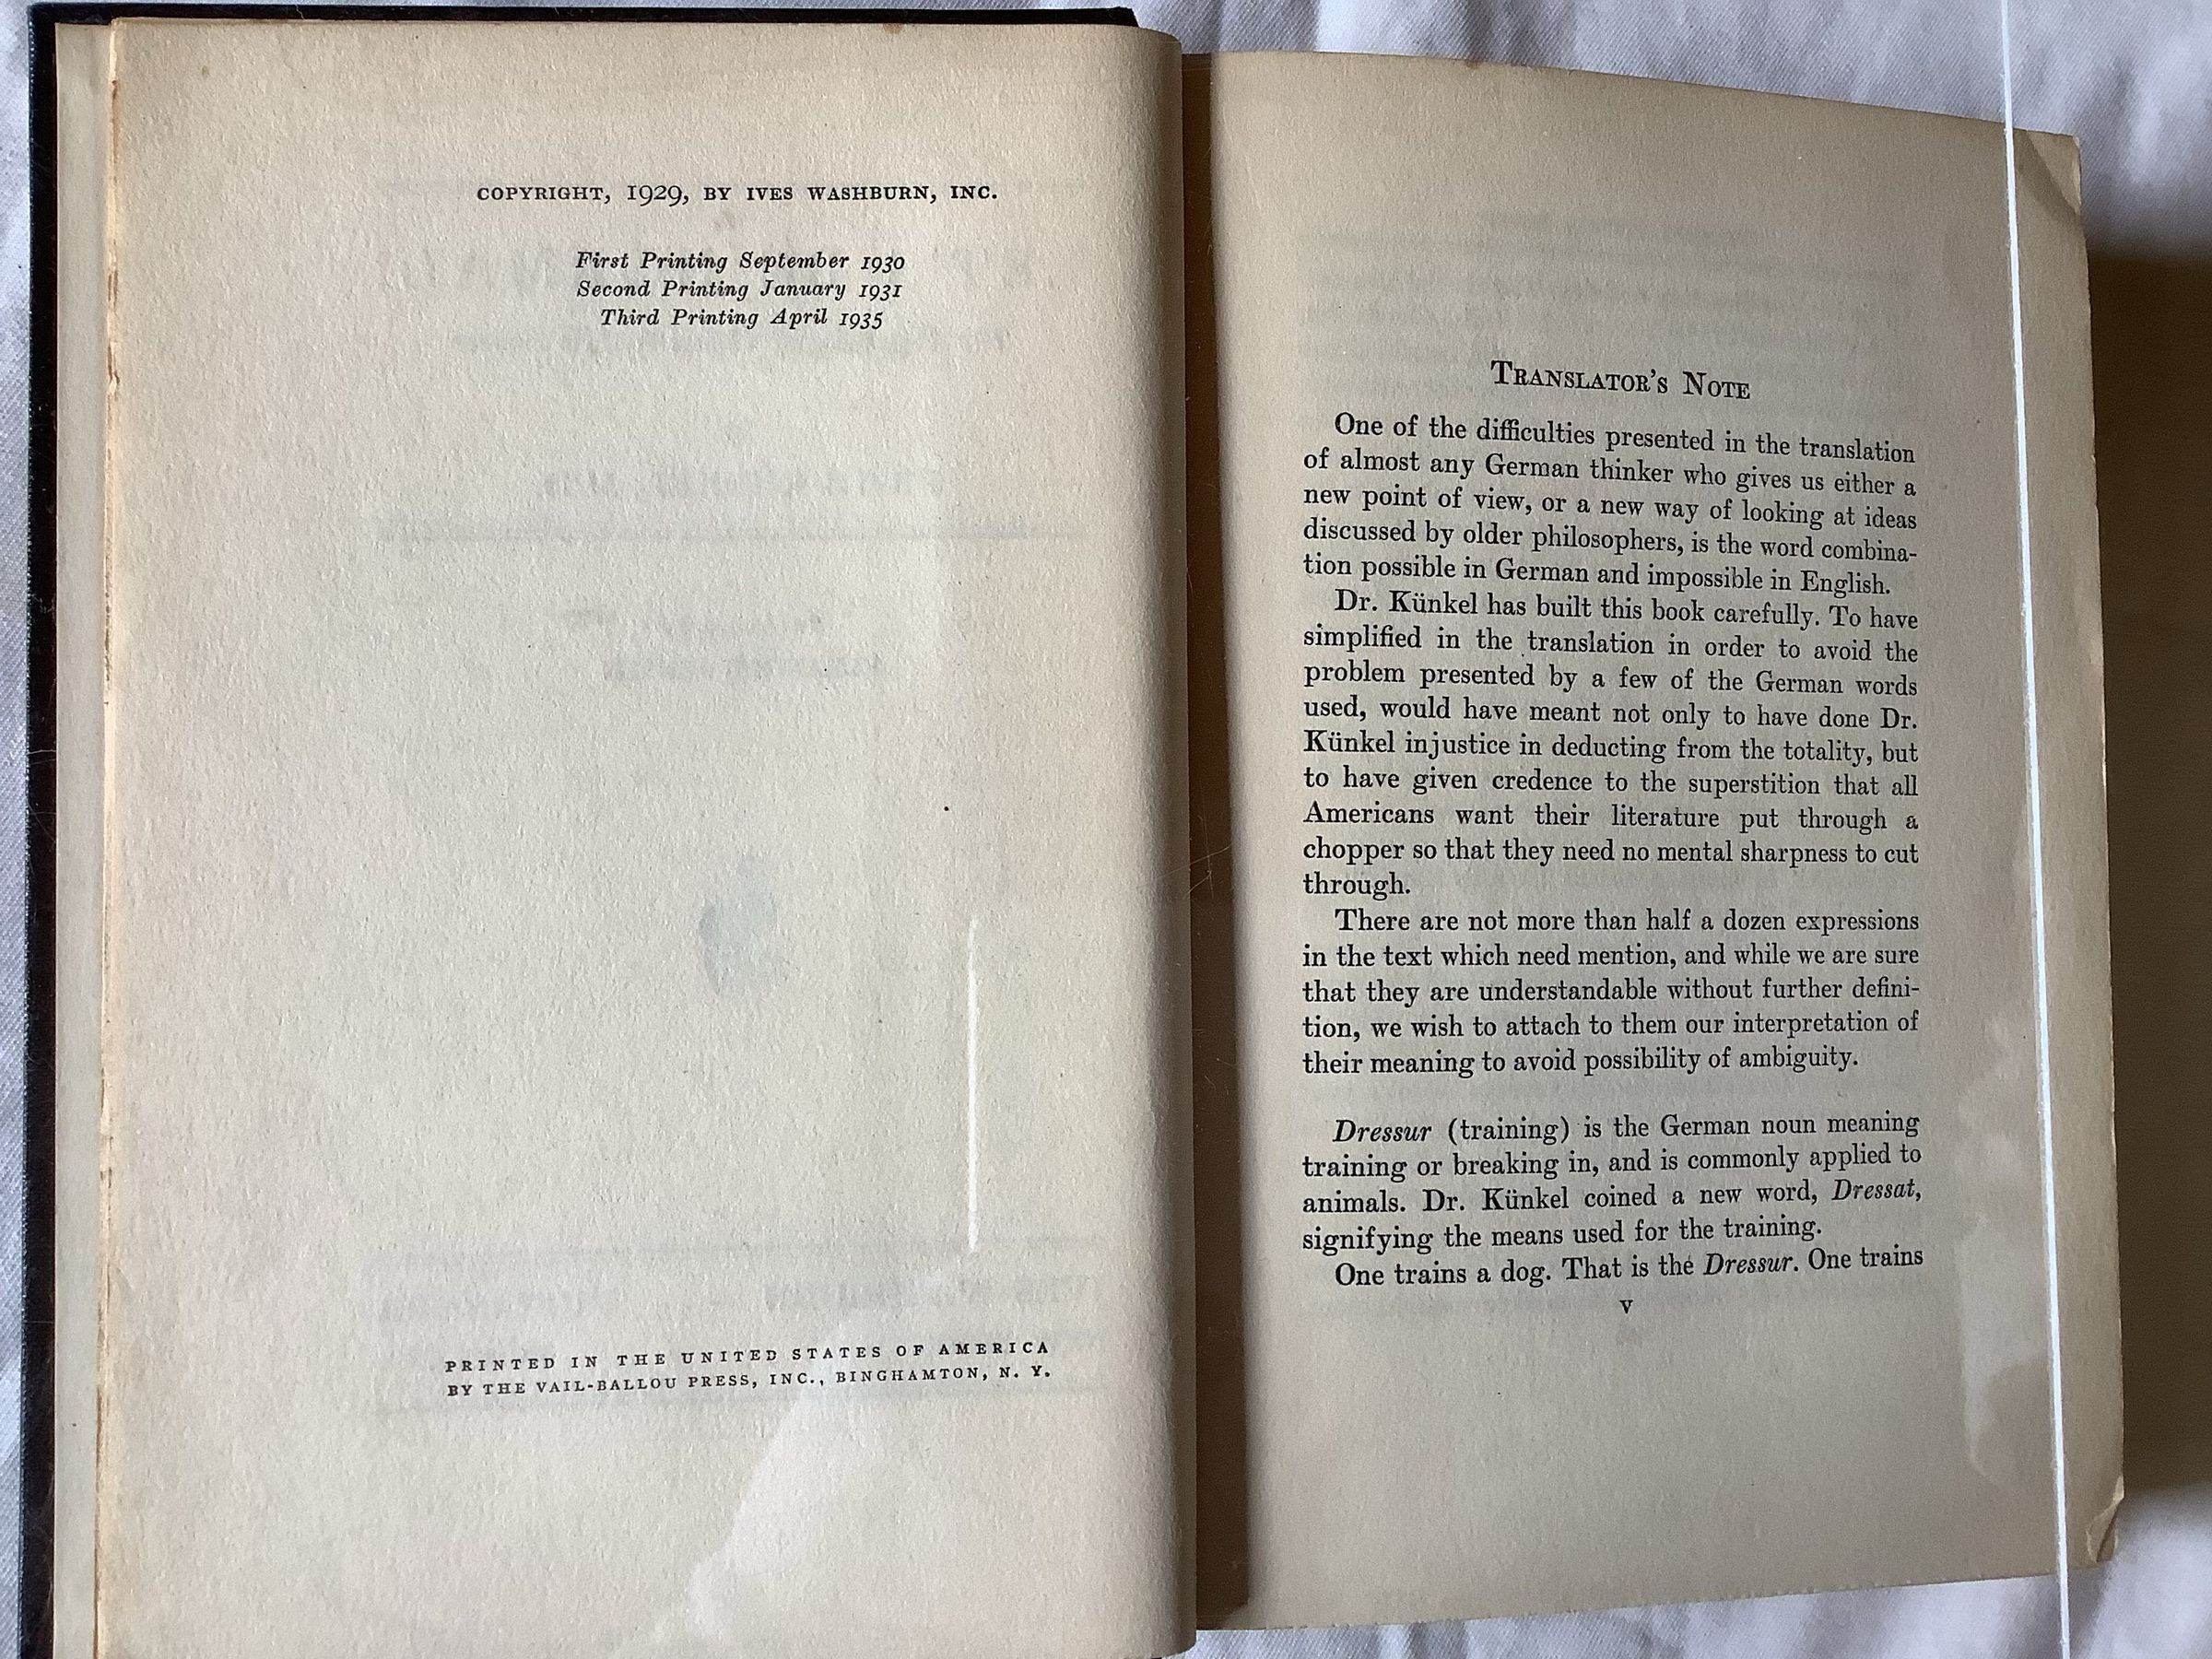 COPYRIGHT, 1929, BY IVES WASHBURN, INC.
First Printing September 1930
Second Printing January 1931
Third Printing April 1935
PRINTED IN THE UNITED STATES OF AMERICA
BY THE VAIL-BALLOU PRESS, INC., BINGHAMTON, N. Y.
TRANSLATOR'S NOTE
One of the difficulties presented in the translation
of almost any German thinker who gives us either a
new point of view, or a new way of looking at ideas
discussed by older philosophers, is the word combina-
tion possible in German and impossible in English.
Dr. Künkel has built this book carefully. To have
simplified in the translation in order to avoid the
problem presented by a few of the German words
used, would have meant not only to have done Dr.
Künkel injustice in deducting from the totality, but
to have given credence to the superstition that all
Americans want their literature put through a
chopper so that they need no mental sharpness to cut
through.
There are not more than half a dozen expressions
in the text which need mention, and while we are sure
that they are understandable without further defini-
tion, we wish to attach to them our interpretation of
their meaning to avoid possibility of ambiguity.
Dressur (training) is the German noun meaning
training or breaking in, and is commonly applied to
animals. Dr. Künkel coined a new word, Dressat,
signifying the means used for the training.
One trains a dog. That is the Dressur. One trains
v